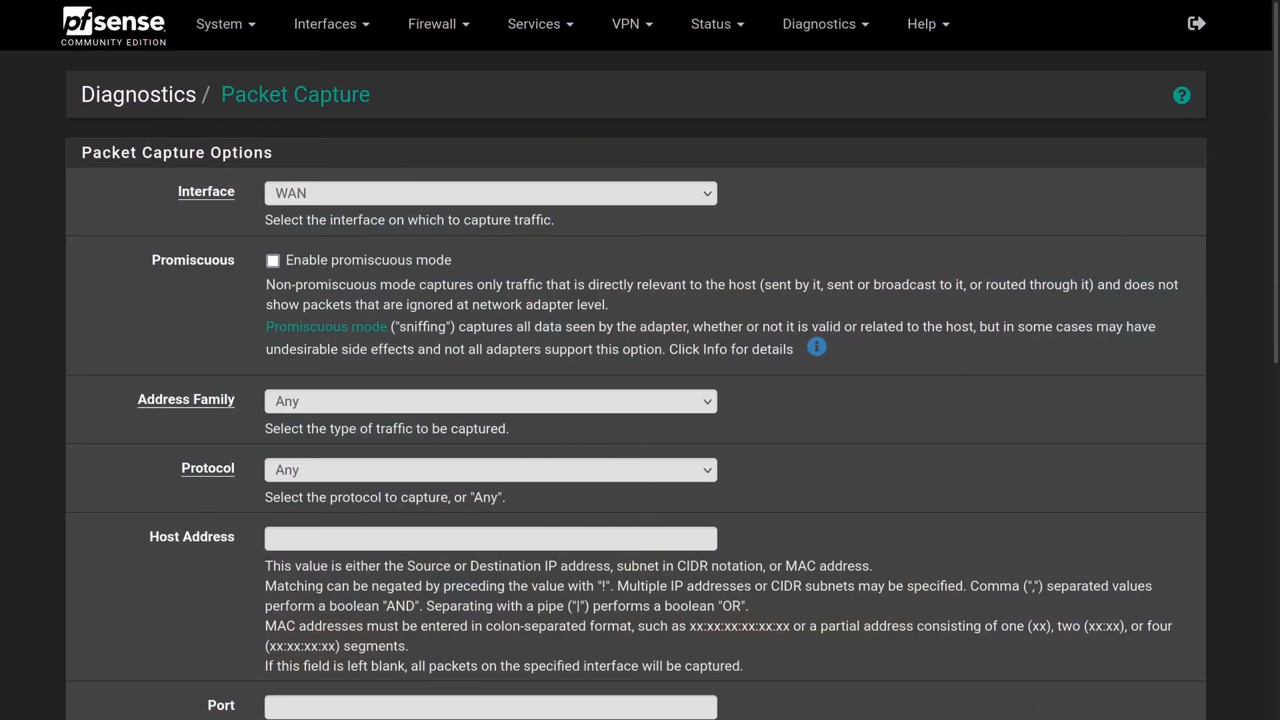 pfsense
COMMUNITY EDITION
System
Interfaces
Firewall
Services
VPN
Status
Diagnostics
Help
Diagnostics / Packet Capture
Packet Capture Options
Interface
WAN
Select the interface on which to capture traffic.
Promiscuous
Enable promiscuous mode
Non-promiscuous mode captures only traffic that is directly relevant to the host (sent by it, sent or broadcast to it, or routed through it) and does not
show packets that are ignored at network adapter level.
Promiscuous mode ("sniffing") captures all data seen by the adapter, whether or not it is valid or related to the host, but in some cases may have
undesirable side effects and not all adapters support this option. Click Info for details
Address Family
Any
Select the type of traffic to be captured.
Protocol
Any
Select the protocol to capture, or "Any".
Host Address
This value is either the Source or Destination IP address, subnet in CIDR notation, or MAC address.
Matching can be negated by preceding the value with "!". Multiple IP addresses or CIDR subnets may be specified. Comma (",") separated values
perform a boolean "AND". Separating with a pipe ("|") performs a boolean "OR".
MAC addresses must be entered in colon-separated format, such as xx:xx:xx:xx:xx:xx or a partial address consisting of one (xx), two (xx:xx), or four
(xx:xx:xx:xx) segments.
If this field is left blank, all packets on the specified interface will be captured.
Port